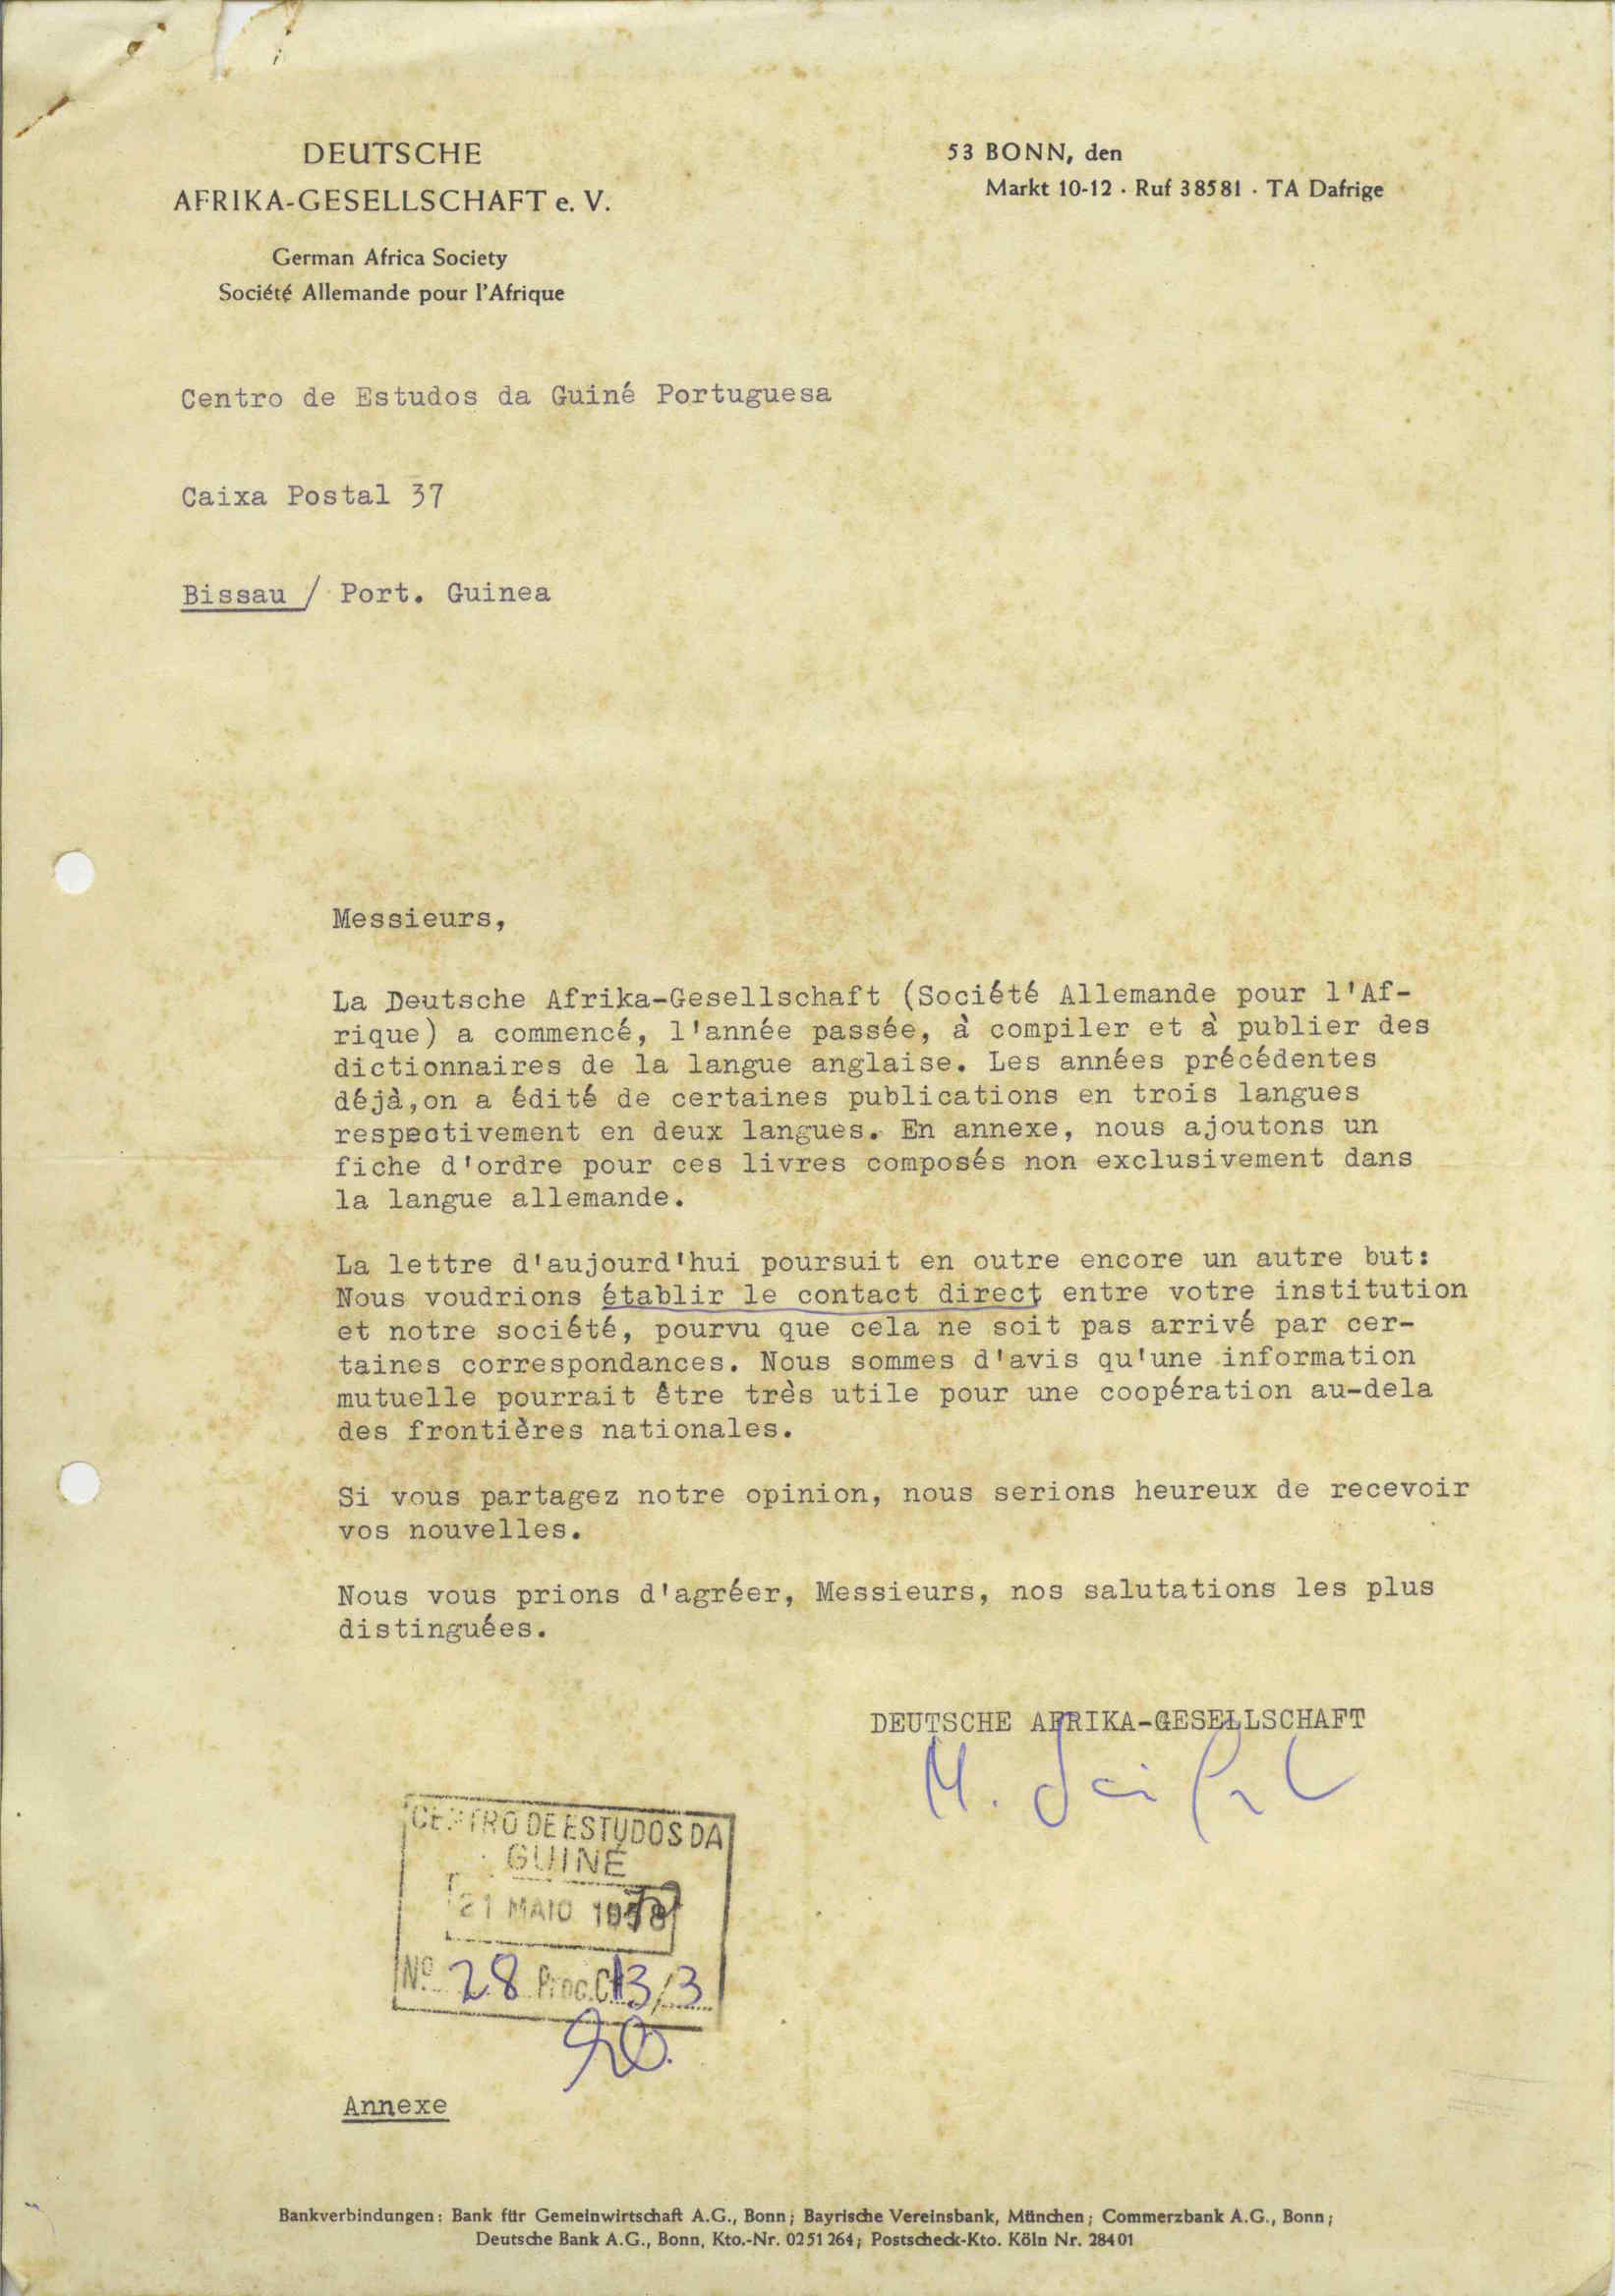 DEUTSCHE
AFRIKA-GESELLSCHAFT e. V.
German Africa Society
Société Allemande pour l'Afrique
53 BONN, den
Markt 10-12 · Ruf 38581 · TA Dafrige
Centro de Estudos da Guiné Portuguesa
Caixa Postal 37
Bissau / Port. Guinea
Messieurs,
La Deutsche Afrika-Gesellschaft (Société Allemande pour l'Af-
rique) a commencé, l'année passée, à compiler et à publier des
dictionnaires de la langue anglaise. Les années précédentes
déjà,on a édité de certaines publications en trois langues
respectivement en deux langues. En annexe, nous ajoutons un
fiche d'ordre pour ces livres composés non exclusivement dans
la langue allemande.
La lettre d'aujourd'hui poursuit en outre encore un autre but:
Nous voudrions établir le contact direct entre votre institution
et notre société, pourvu que cela ne soit pas arrivé par cer-
taines correspondances. Nous sommes d'avis qu'une information
mutuelle pourrait être très utile pour une coopération au-dela
des frontières nationales.
Si vous partagez notre opinion, nous serions heureux de recevoir
vos nouvelles.
Nous vous prions d'agréer, Messieurs, nos salutations les plus
distinguées.
DEUTSCHE AFRIKA-GESELLSCHAFT
M.
CENTRO DE ESTUDOS DA
GUINÉ
21 MAIO
Nº 28 Proc. C 13/3
Annexe
Bankverbindungen: Bank für Gemeinwirtschaft A.G., Bonn; Bayrische Vereinsbank, München; Commerzbank A.G., Bonn;
Deutsche Bank A.G., Bonn, Kto.-Nr. 0251264; Postscheck-Kto. Köln Nr. 28401